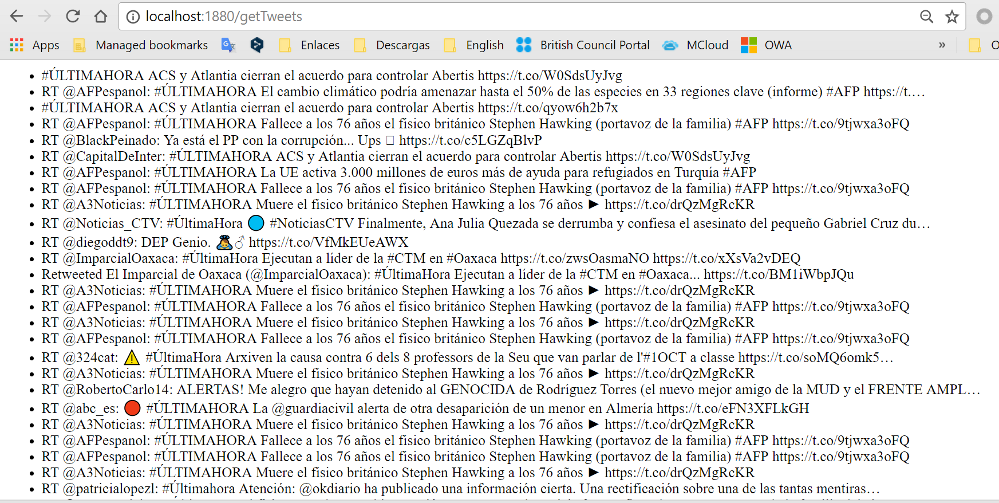 localhost:1880/getTweets
Apps Managed bookmarks Enlaces Descargas English British Council Portal MCloud OWA » O
#ÚLTIMAHORA ACS y Atlantia cierran el acuerdo para controlar Abertis https://t.co/W0SdsUyJvg
RT @AFPespanol: #ÚLTIMAHORA El cambio climático podría amenazar hasta el 50% de las especies en 33 regiones clave (informe) #AFP https://t.…
#ÚLTIMAHORA ACS y Atlantia cierran el acuerdo para controlar Abertis https://t.co/qyow6h2b7x
RT @AFPespanol: #ÚLTIMAHORA Fallece a los 76 años el físico británico Stephen Hawking (portavoz de la familia) #AFP https://t.co/9tjwxa3oFQ
RT @BlackPeinado: Ya está el PP con la corrupción... Ups https://t.co/c5LGZqBlvP
RT @CapitalDeInter: #ÚLTIMAHORA ACS y Atlantia cierran el acuerdo para controlar Abertis https://t.co/W0SdsUyJvg
RT @AFPespanol: #ÚLTIMAHORA La UE activa 3.000 millones de euros más de ayuda para refugiados en Turquía #AFP
RT @AFPespanol: #ÚLTIMAHORA Fallece a los 76 años el físico británico Stephen Hawking (portavoz de la familia) #AFP https://t.co/9tjwxa3oFQ
RT @A3Noticias: #ÚLTIMAHORA Muere el físico británico Stephen Hawking a los 76 años ► https://t.co/drQzMgRcKR
RT @Noticias_CTV: #ÚltimaHora 🔵 #NoticiasCTV Finalmente, Ana Julia Quezada se derrumba y confiesa el asesinato del pequeño Gabriel Cruz du…
RT @diegoddt9: DEP Genio. 🙇♂ https://t.co/VfMkEUeAWX
RT @ImparcialOaxaca: #ÚltimaHora Ejecutan a líder de la #CTM en #Oaxaca https://t.co/zwsOasmaNO https://t.co/xXsVa2vDEQ
Retweeted El Imparcial de Oaxaca (@ImparcialOaxaca): #ÚltimaHora Ejecutan a líder de la #CTM en #Oaxaca... https://t.co/BM1iWbpJQu
RT @A3Noticias: #ÚLTIMAHORA Muere el físico británico Stephen Hawking a los 76 años ► https://t.co/drQzMgRcKR
RT @AFPespanol: #ÚLTIMAHORA Fallece a los 76 años el físico británico Stephen Hawking (portavoz de la familia) #AFP https://t.co/9tjwxa3oFQ
RT @A3Noticias: #ÚLTIMAHORA Muere el físico británico Stephen Hawking a los 76 años ► https://t.co/drQzMgRcKR
RT @AFPespanol: #ÚLTIMAHORA Fallece a los 76 años el físico británico Stephen Hawking (portavoz de la familia) #AFP https://t.co/9tjwxa3oFQ
RT @324cat: ⚠ #ÚltimaHora Arxiven la causa contra 6 dels 8 professors de la Seu que van parlar de l'#1OCT a classe https://t.co/soMQ6omk5…
RT @A3Noticias: #ÚLTIMAHORA Muere el físico británico Stephen Hawking a los 76 años ► https://t.co/drQzMgRcKR
RT @RobertoCarlo14: ALERTAS! Me alegro que hayan detenido al GENOCIDA de Rodríguez Torres (el nuevo mejor amigo de la MUD y el FRENTE AMPL…
RT @abc_es: 🔴 #ÚLTIMAHORA La @guardiacivil alerta de otra desaparición de un menor en Almería https://t.co/eFN3XFLkGH
RT @A3Noticias: #ÚLTIMAHORA Muere el físico británico Stephen Hawking a los 76 años ► https://t.co/drQzMgRcKR
RT @AFPespanol: #ÚLTIMAHORA Fallece a los 76 años el físico británico Stephen Hawking (portavoz de la familia) #AFP https://t.co/9tjwxa3oFQ
RT @AFPespanol: #ÚLTIMAHORA Fallece a los 76 años el físico británico Stephen Hawking (portavoz de la familia) #AFP https://t.co/9tjwxa3oFQ
RT @A3Noticias: #ÚLTIMAHORA Muere el físico británico Stephen Hawking a los 76 años ► https://t.co/drQzMgRcKR
RT @patricialopezl: #Últimahora Atención: @okdiario ha publicado una información cierta. Una rectificación sobre una de las tantas mentiras…